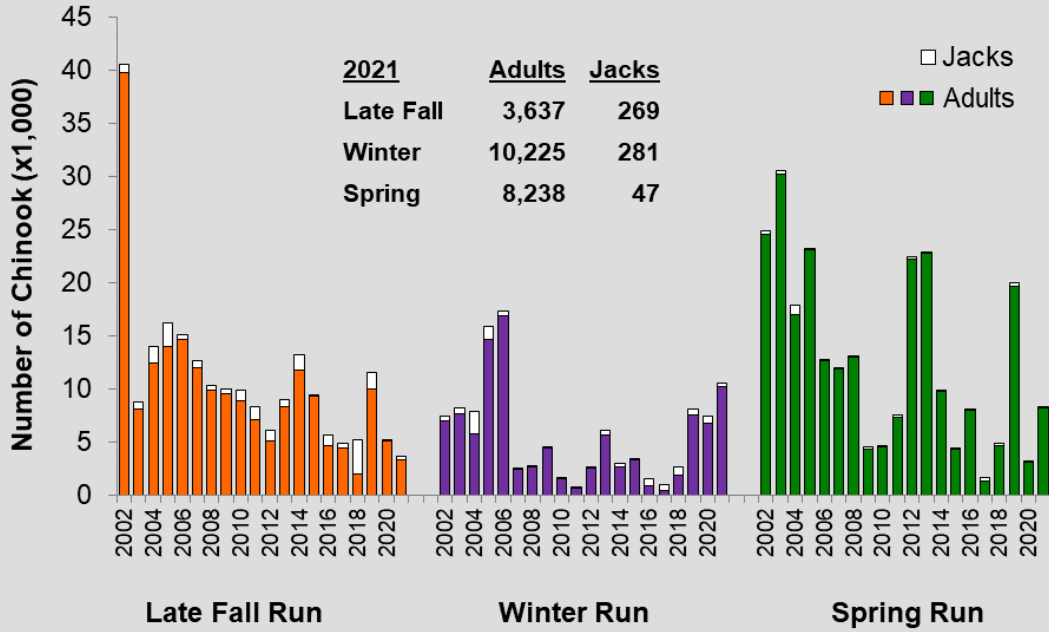 Number of Chinook (x1,000)
45
40
35
30
25
20
15
10
5
0
2021 Adults Jacks
Late Fall 3,637 269
Winter 10,225 281
Spring 8,238 47
Jacks
Adults
2002 2004 2006 2008 2010 2012 2014 2016 2018 2020 2002 2004 2006 2008 2010 2012 2014 2016 2018 2020 2002 2004 2006 2008 2010 2012 2014 2016 2018 2020
Late Fall Run Winter Run Spring Run